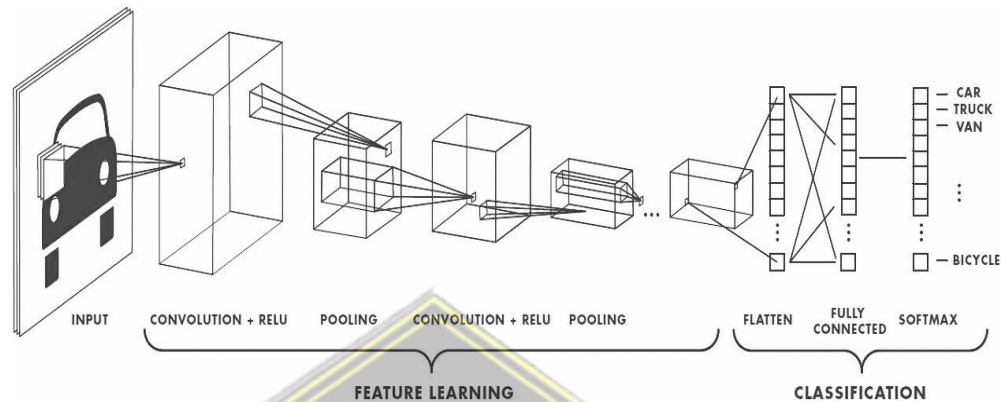 CAR
TRUCK
VAN
BICYCLE
INPUT
CONVOLUTION + RELU
POOLING
CONVOLUTION + RELU
POOLING
FLATTEN
FULLY
CONNECTED
SOFTMAX
FEATURE LEARNING
CLASSIFICATION